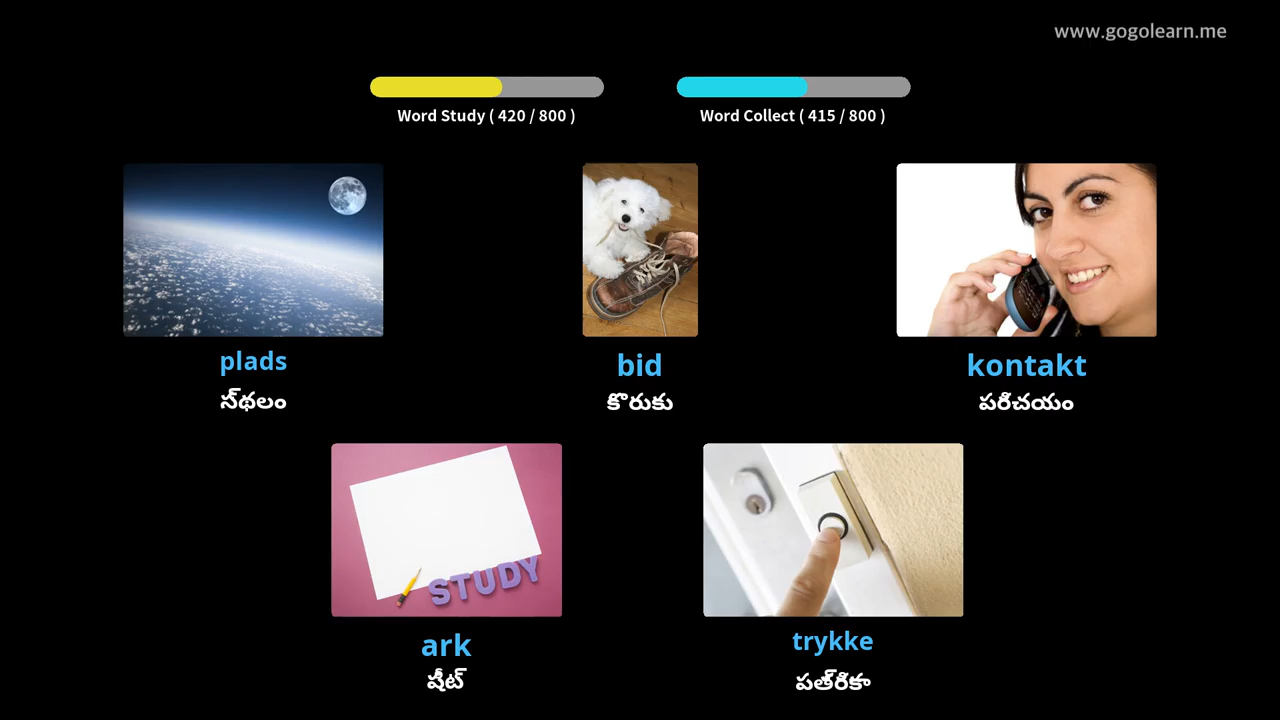 www.gogolearn.me
Word Study ( 420 / 800 )
Word Collect ( 415 / 800 )
plads
స్థలం
bid
కొరుకు
kontakt
పరిచయం
STUDY
ark
షీట్
trykke
పత్రికా